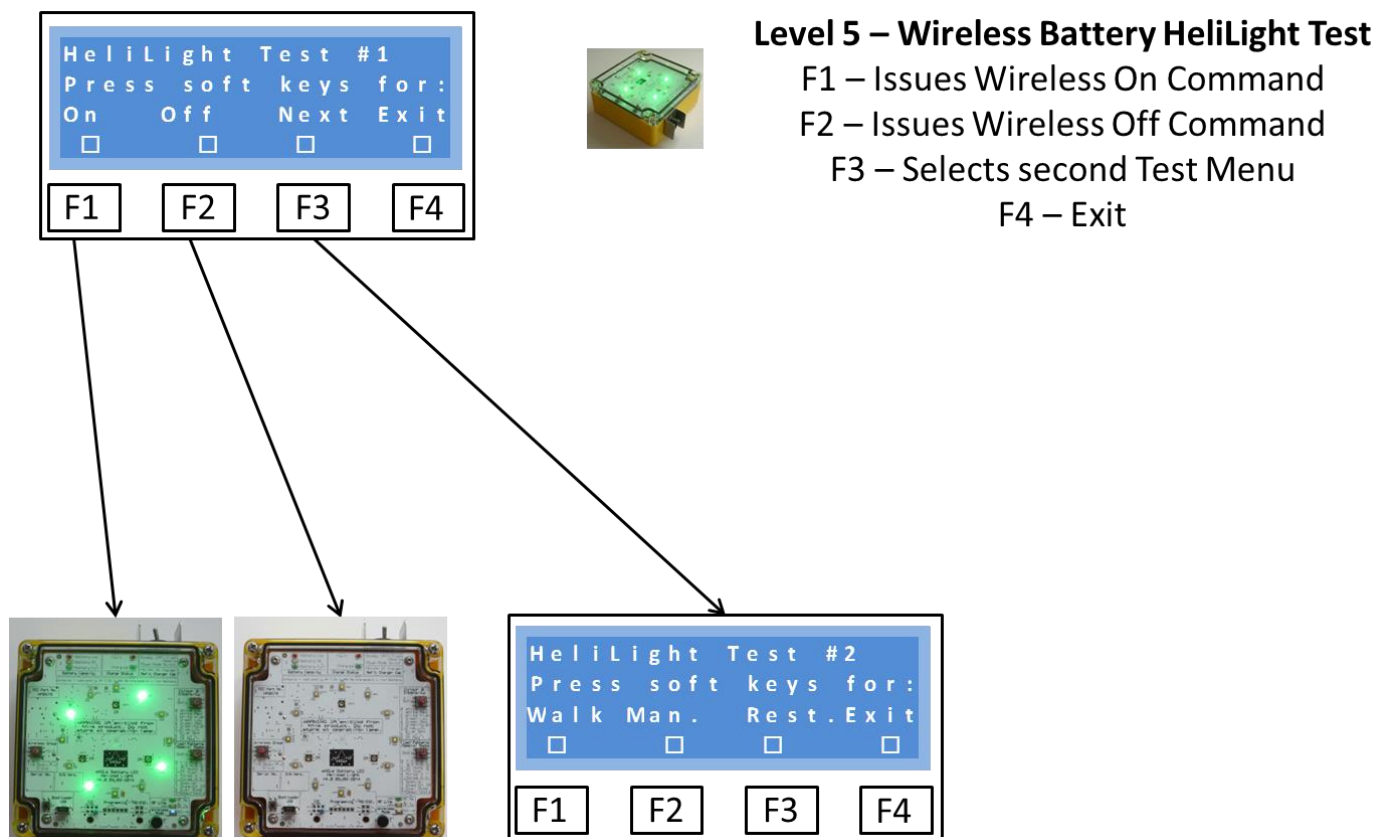 HeliLight Test #1
Press soft keys for:
On Off Next Exit
F1 F2 F3 F4
Level 5 – Wireless Battery HeliLight Test
F1 – Issues Wireless On Command
F2 – Issues Wireless Off Command
F3 – Selects second Test Menu
F4 – Exit
HeliLight Test #2
Press soft keys for:
Walk Man. Rest. Exit
F1 F2 F3 F4